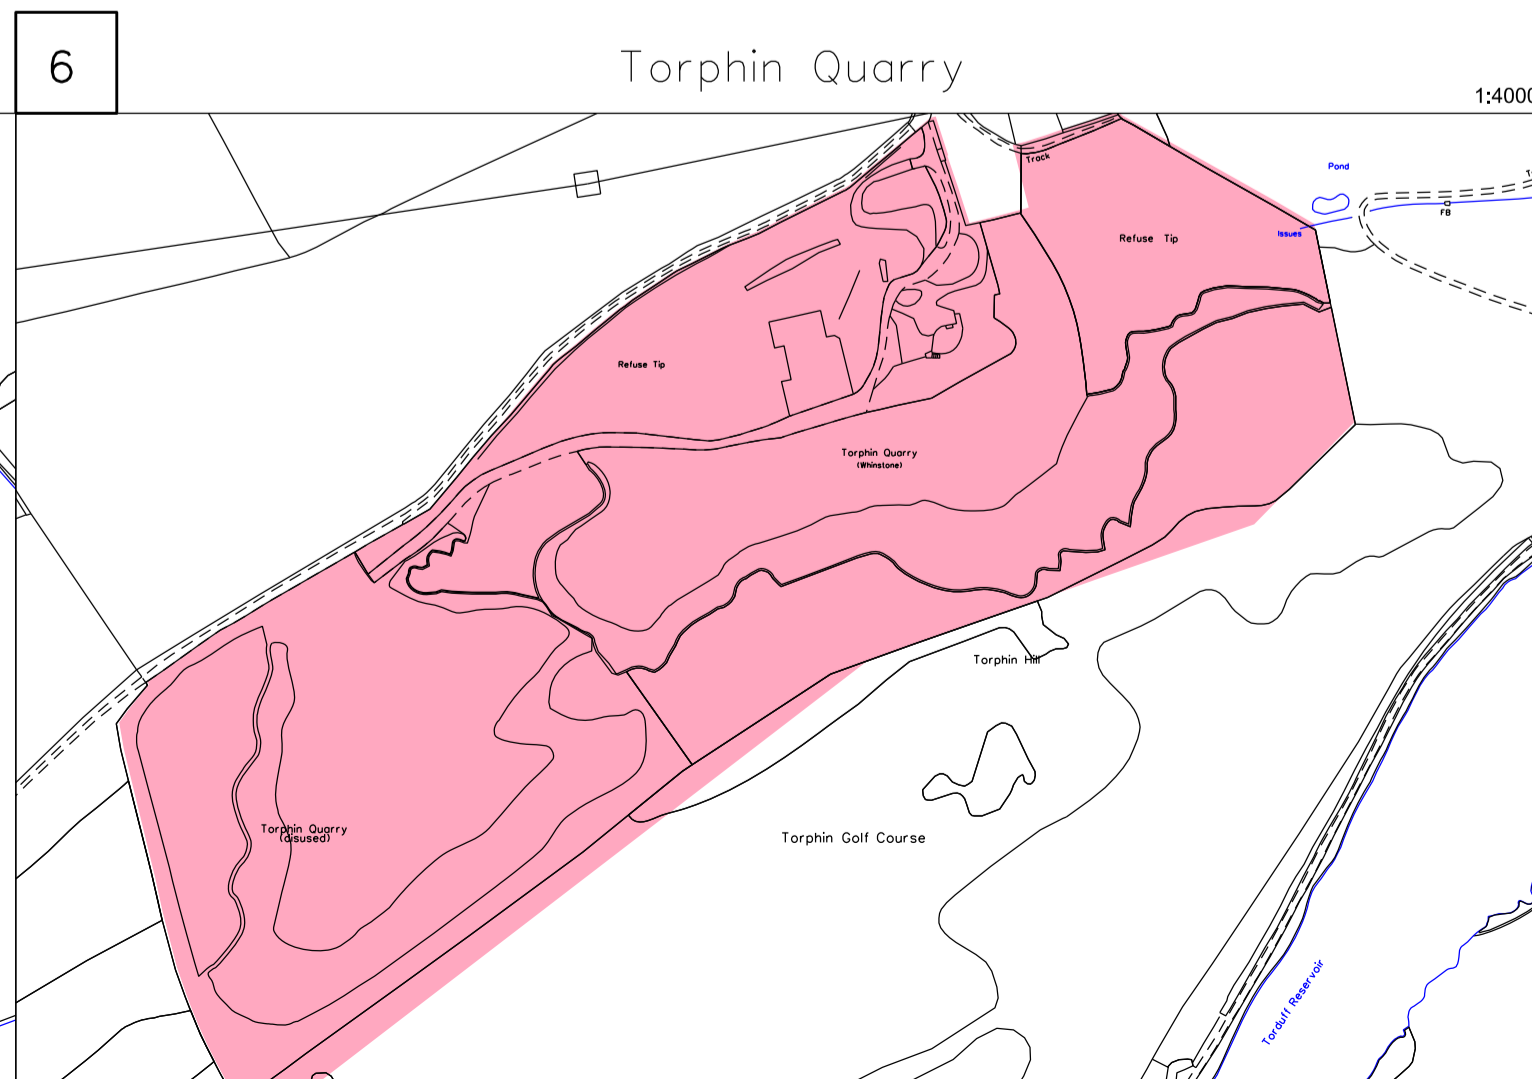 6
Torphin Quarry
1:4000
Track
Pond
FB
Issues
Refuse Tip
Refuse Tip
Torphin Quarry
(Whinstone)
Torphin Hill
Torphin Quarry
(disused)
Torphin Golf Course
Torduff Reservoir